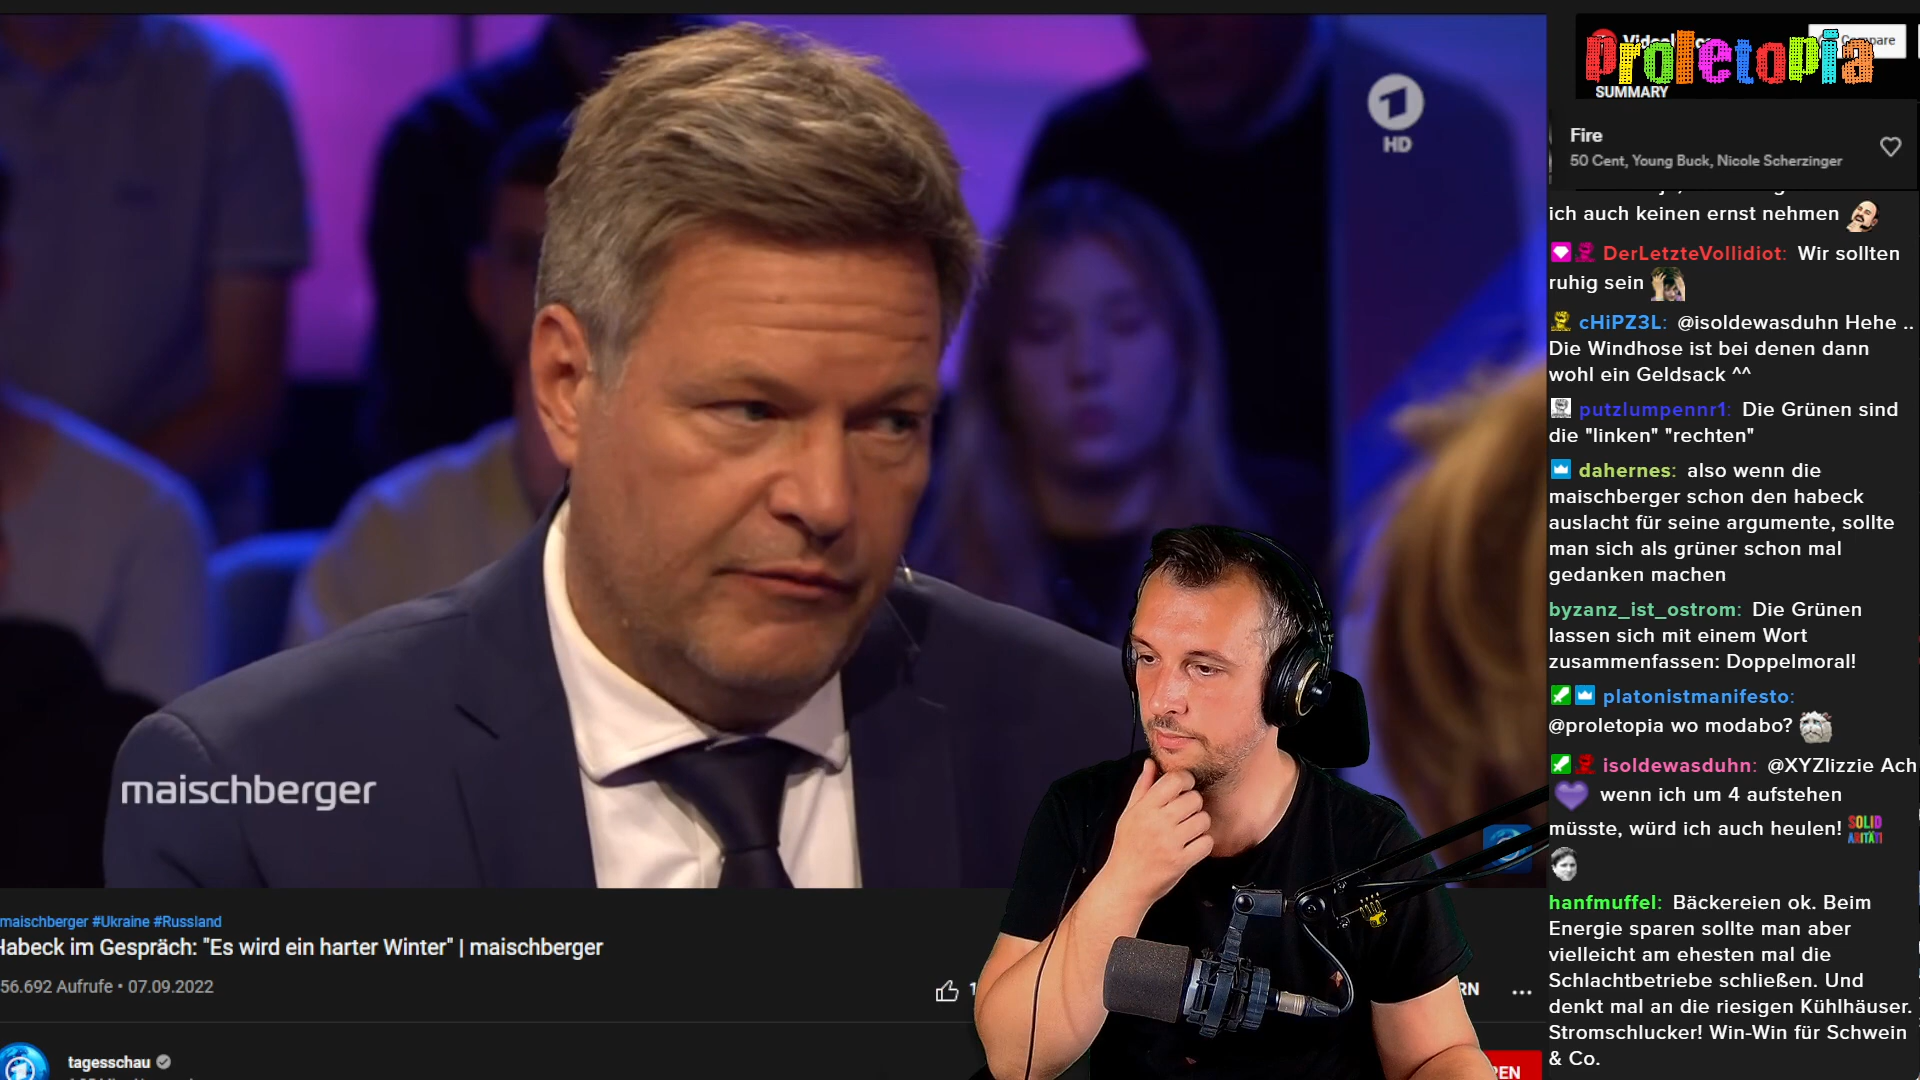 HD
maischberger
maischberger #Ukraine #Russland
Habeck im Gespräch: "Es wird ein harter Winter" | maischberger
56.692 Aufrufe • 07.09.2022
...
tagesschau
Proletopia
Compare
SUMMARY
Fire
50 Cent, Young Buck, Nicole Scherzinger
ich auch keinen ernst nehmen
DerLetzteVollidiot: Wir sollten
ruhig sein
cHiPZ3L: @isoldewasduhn Hehe ..
Die Windhose ist bei denen dann
wohl ein Geldsack ^^
putzlumpennr1: Die Grünen sind
die "linken" "rechten"
dahernes: also wenn die
maischberger schon den habeck
auslacht für seine argumente, sollte
man sich als grüner schon mal
gedanken machen
byzanz_ist_ostrom: Die Grünen
lassen sich mit einem Wort
zusammenfassen: Doppelmoral!
platonistmanifesto:
@proletopia wo modabo?
isoldewasduhn: @XYZlizzie Ach
wenn ich um 4 aufstehen
müsste, würd ich auch heulen! SOLIDARITÄT!
hanfmuffel: Bäckereien ok. Beim
Energie sparen sollte man aber
vielleicht am ehesten mal die
Schlachtbetriebe schließen. Und
denkt mal an die riesigen Kühlhäuser.
Stromschlucker! Win-Win für Schwein
& Co.